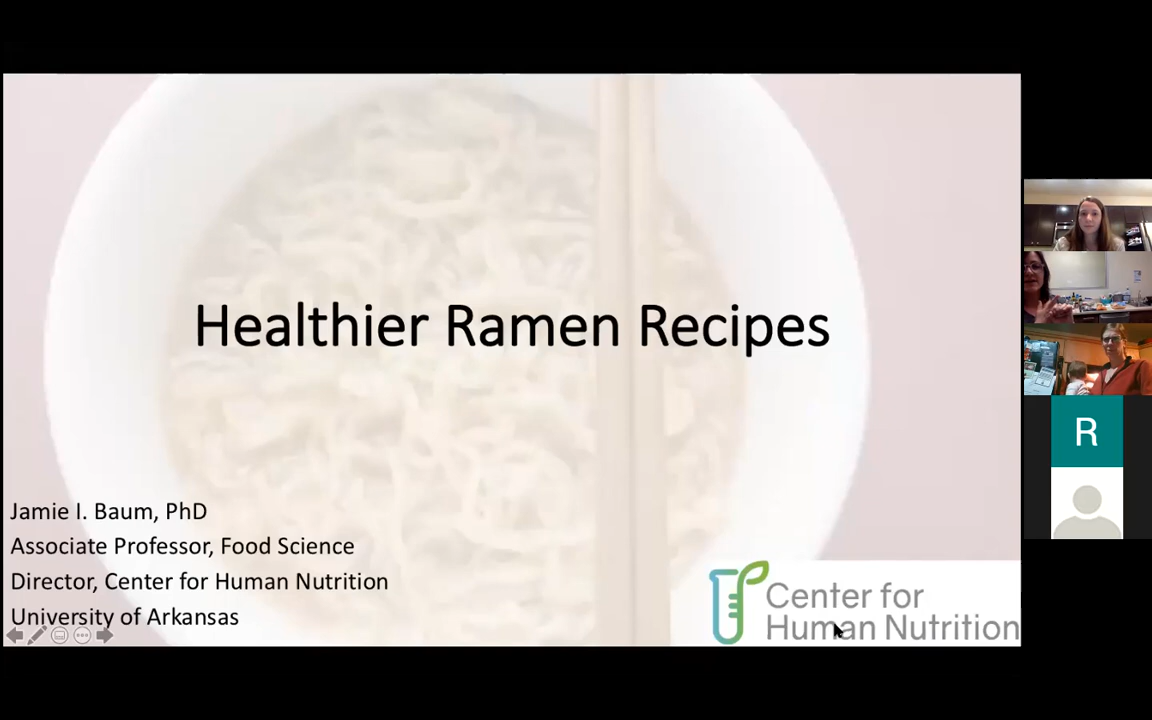 Healthier Ramen Recipes
Jamie I. Baum, PhD
Associate Professor, Food Science
Director, Center for Human Nutrition
University of Arkansas
Center for
Human Nutrition
R